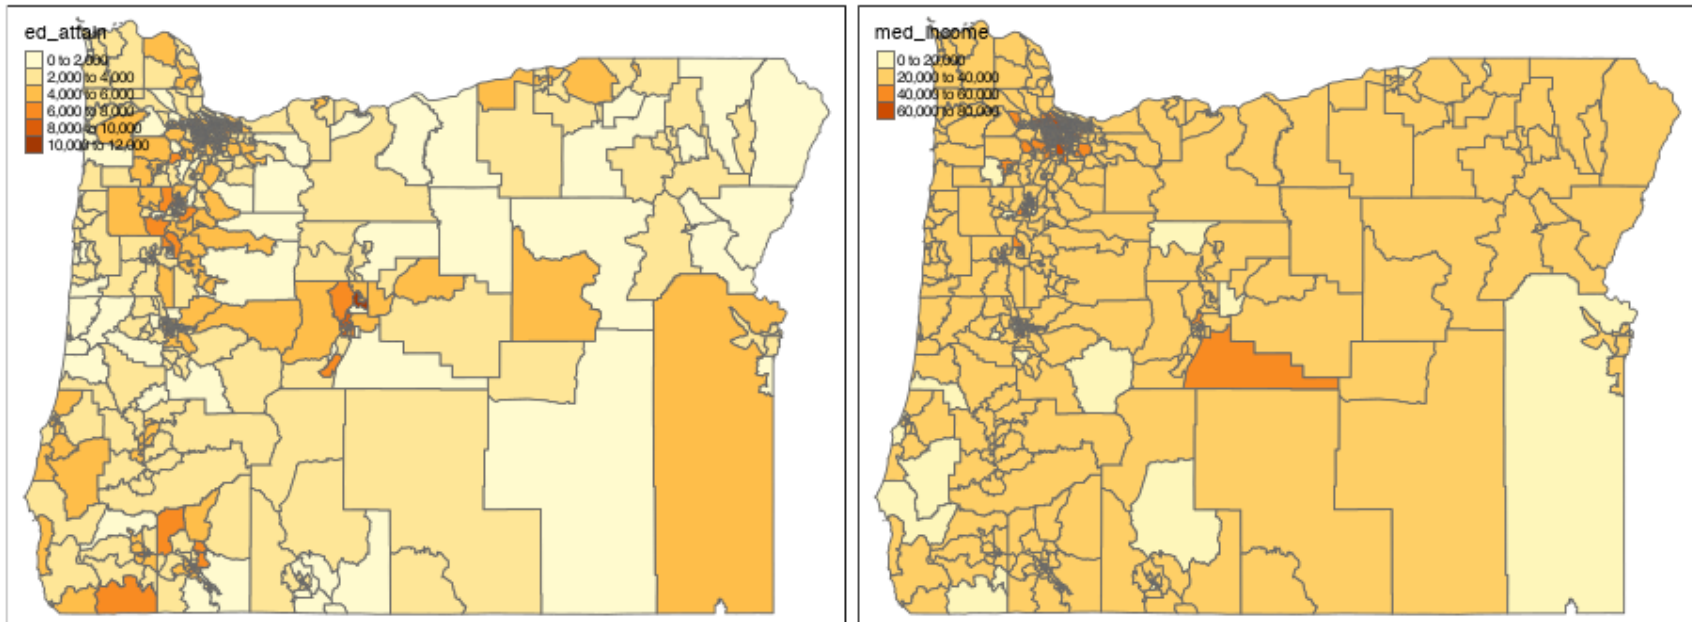 ed_attain
0 to 2,000
2,000 to 4,000
4,000 to 6,000
6,000 to 8,000
8,000 to 10,000
10,000 to 12,000
med_income
0 to 20,000
20,000 to 40,000
40,000 to 60,000
60,000 to 80,000